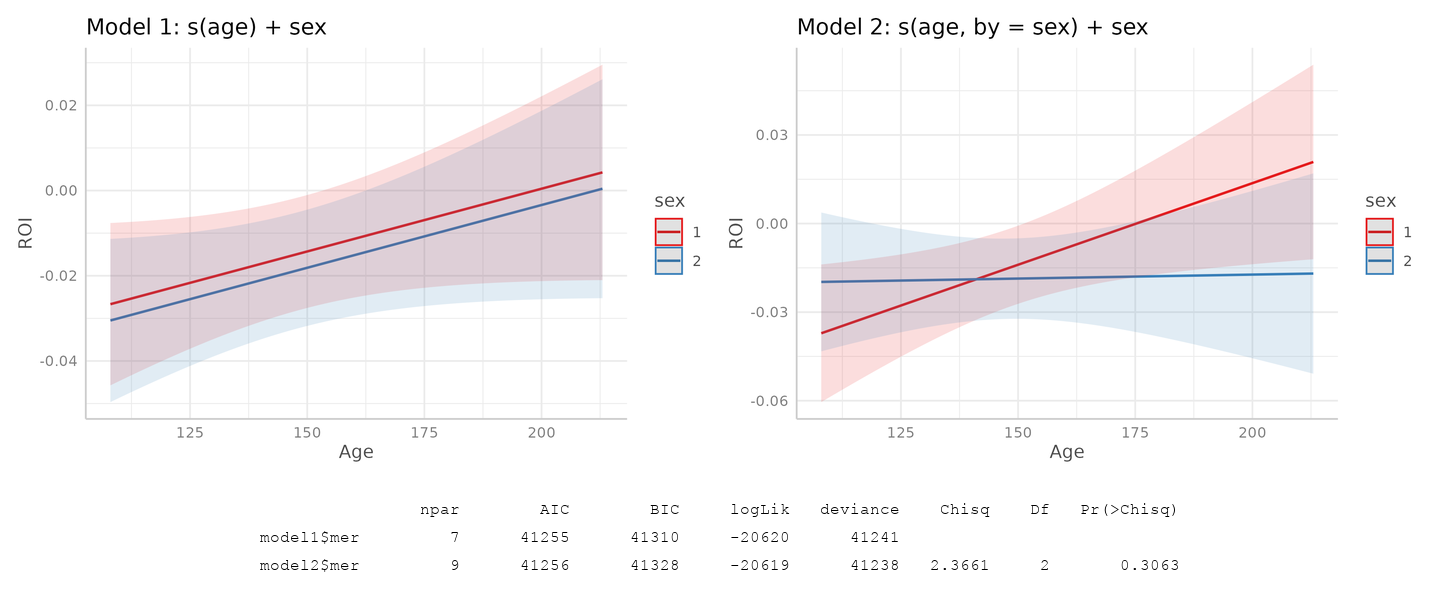 Model 1: s(age) + sex
0.02
0.00
-0.02
-0.04
ROI
125 150 175 200
Age
sex
1
2
Model 2: s(age, by = sex) + sex
0.03
0.00
-0.03
-0.06
ROI
125 150 175 200
Age
sex
1
2
npar AIC BIC logLik deviance Chisq Df Pr(>Chisq)
model1$mer 7 41255 41310 -20620 41241
model2$mer 9 41256 41328 -20619 41238 2.3661 2 0.3063